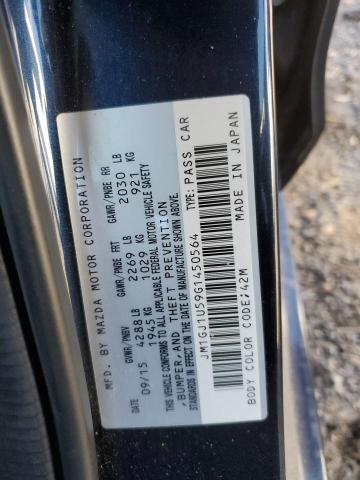 MFD. BY MAZDA MOTOR CORPORATION
DATE GVWR/PNBV GAWR/PNBE FRT GAWR/PNBE RR
09/15 4288 LB 2269 LB 2030 LB
1945 KG 1029 KG 921 KG
THIS VEHICLE CONFORMS TO ALL APPLICABLE FEDERAL MOTOR VEHICLE SAFETY
, BUMPER, AND THEFT PREVENTION
STANDARDS IN EFFECT ON THE DATE OF MANUFACTURE SHOWN ABOVE.
JM1GJ1U59G1450564 TYPE: PASS CAR
BODY COLOR CODE; 42M MADE IN JAPAN